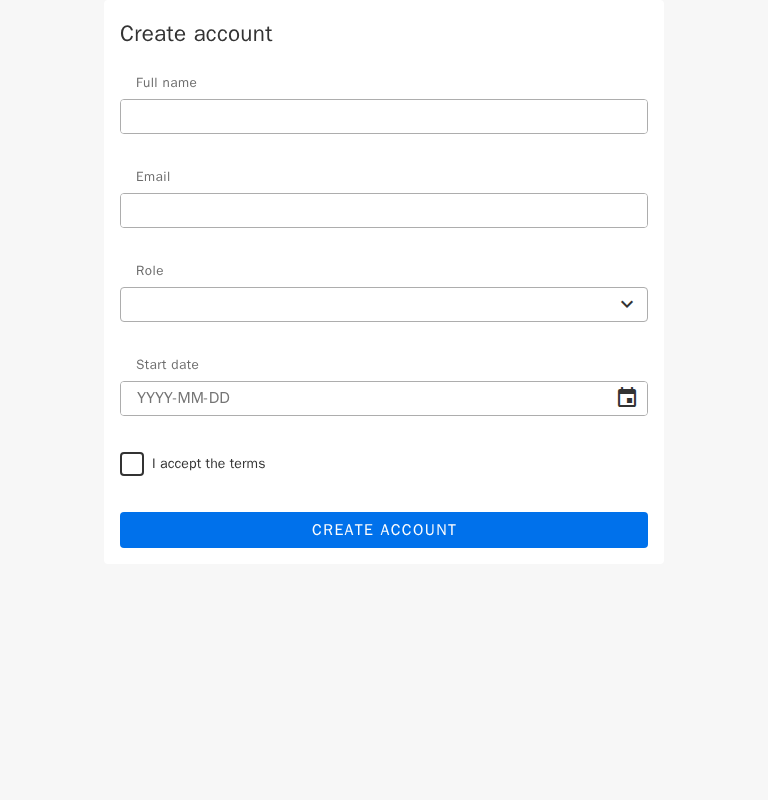 Create account
Full name
Email
Role
Start date
YYYY-MM-DD
I accept the terms
CREATE ACCOUNT